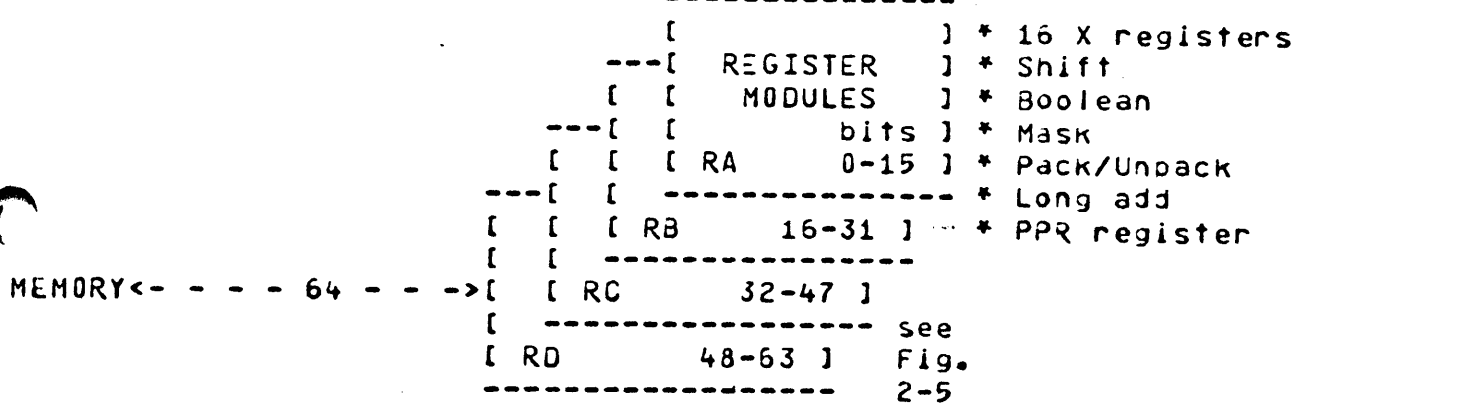 ----------------
[ ] * 16 X registers
---[ REGISTER ] * Shift
[ [ MODULES ] * Boolean
---[ [ bits ] * Mask
[ [ [ RA 0-15 ] * Pack/Unpack
---[ [ ---------------- * Long add
[ [ [ RB 16-31 ] * PPR register
[ [ ----------------
MEMORY<- - - - 64 - - ->[ [ RC 32-47 ]
[ ----------------- see
[ RD 48-63 ] Fig.
------------------ 2-5